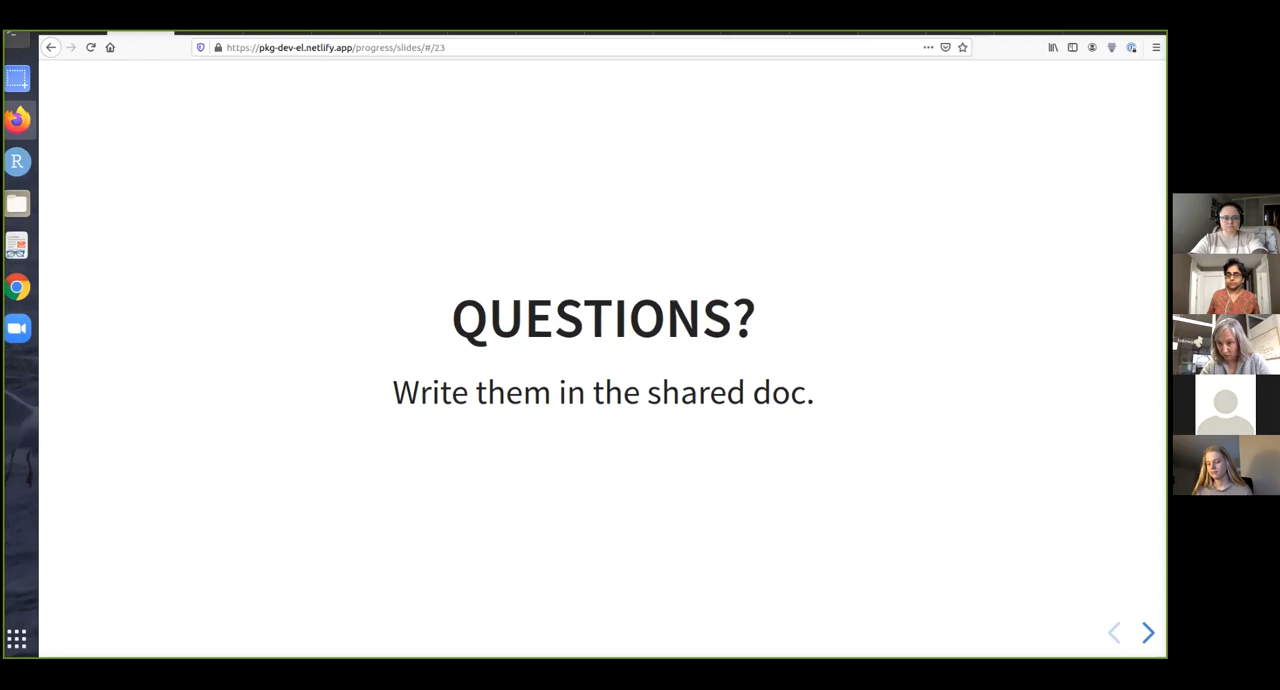 https://pkg-dev-el.netlify.app/progress/slides/#/23
R
QUESTIONS?
Write them in the shared doc.